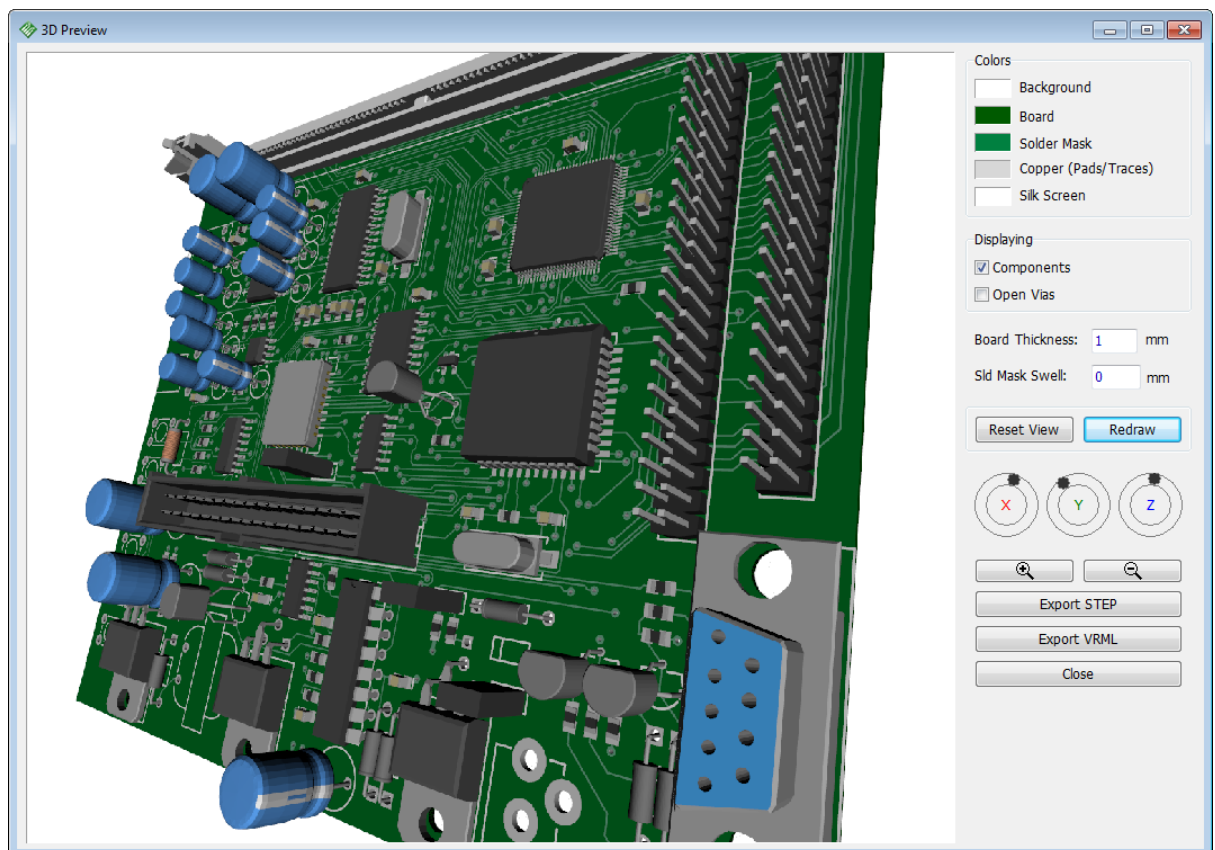 3D Preview
Colors
Background
Board
Solder Mask
Copper (Pads/Traces)
Silk Screen
Displaying
Components
Open Vias
Board Thickness: 1 mm
Sld Mask Swell: 0 mm
Reset View Redraw
X Y Z
Export STEP
Export VRML
Close